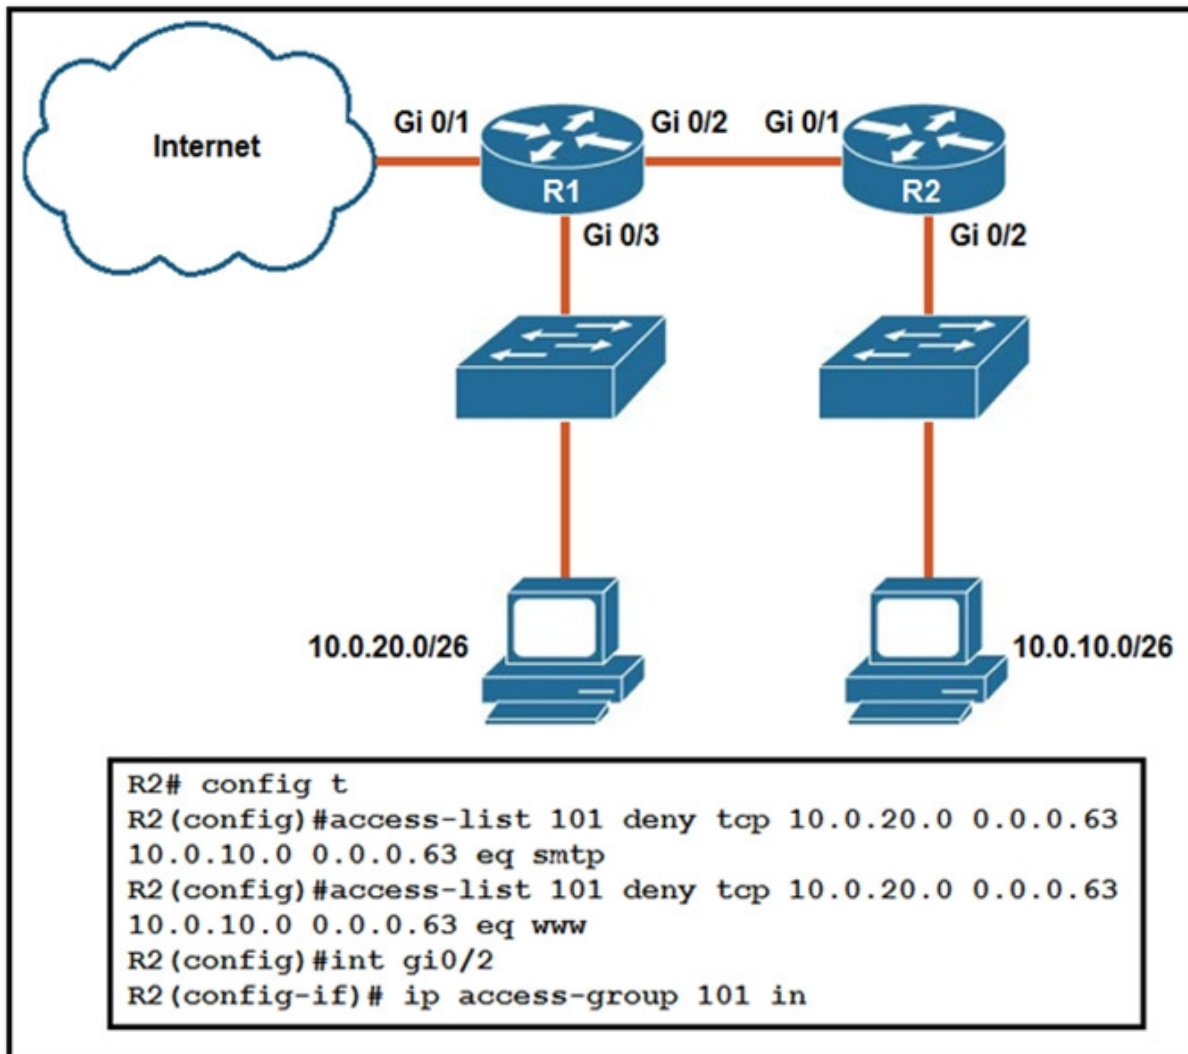 Internet
Gi 0/1
Gi 0/2
Gi 0/1
R1
R2
Gi 0/3
Gi 0/2
10.0.20.0/26
10.0.10.0/26
R2# config t
R2(config)#access-list 101 deny tcp 10.0.20.0 0.0.0.63
10.0.10.0 0.0.0.63 eq smtp
R2(config)#access-list 101 deny tcp 10.0.20.0 0.0.0.63
10.0.10.0 0.0.0.63 eq www
R2(config)#int gi0/2
R2(config-if)# ip access-group 101 in